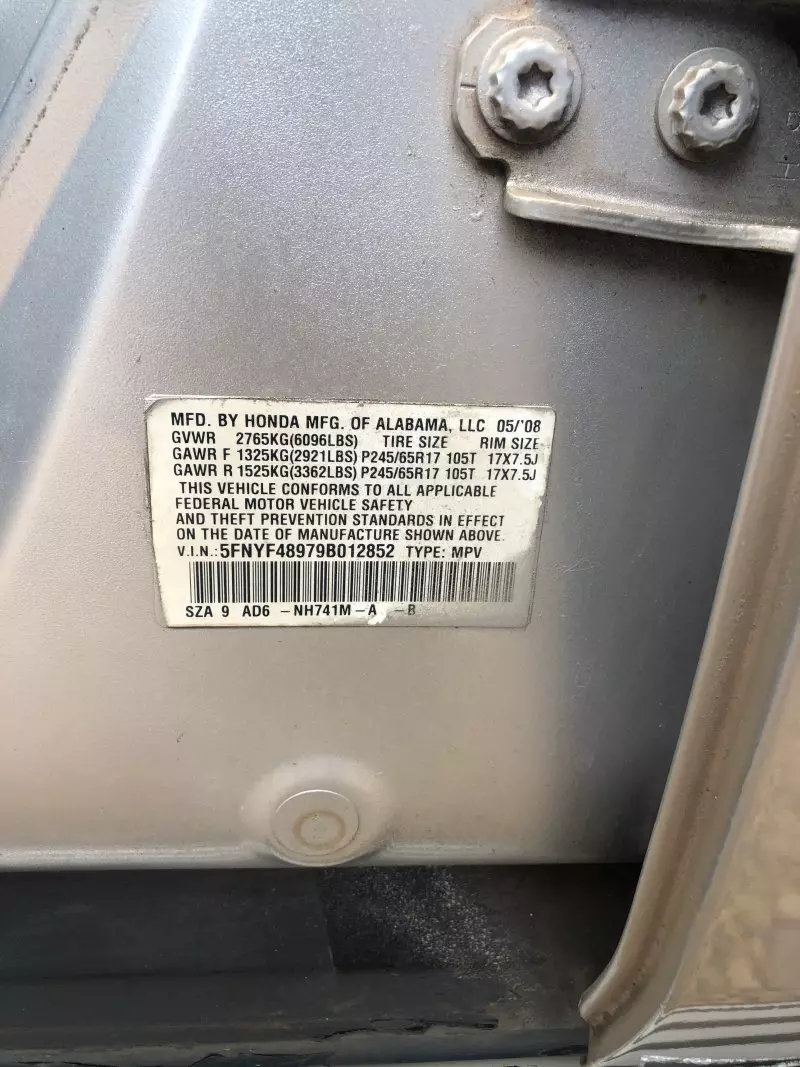 MFD. BY HONDA MFG. OF ALABAMA, LLC 05/'08
GVWR 2765KG(6096LBS) TIRE SIZE RIM SIZE
GAWR F 1325KG(2921LBS) P245/65R17 105T 17X7.5J
GAWR R 1525KG(3362LBS) P245/65R17 105T 17X7.5J
THIS VEHICLE CONFORMS TO ALL APPLICABLE
FEDERAL MOTOR VEHICLE SAFETY
AND THEFT PREVENTION STANDARDS IN EFFECT
ON THE DATE OF MANUFACTURE SHOWN ABOVE.
V.I.N.: 5FNYF48979B012852 TYPE: MPV
SZA 9 AD6 -NH741M-A -B